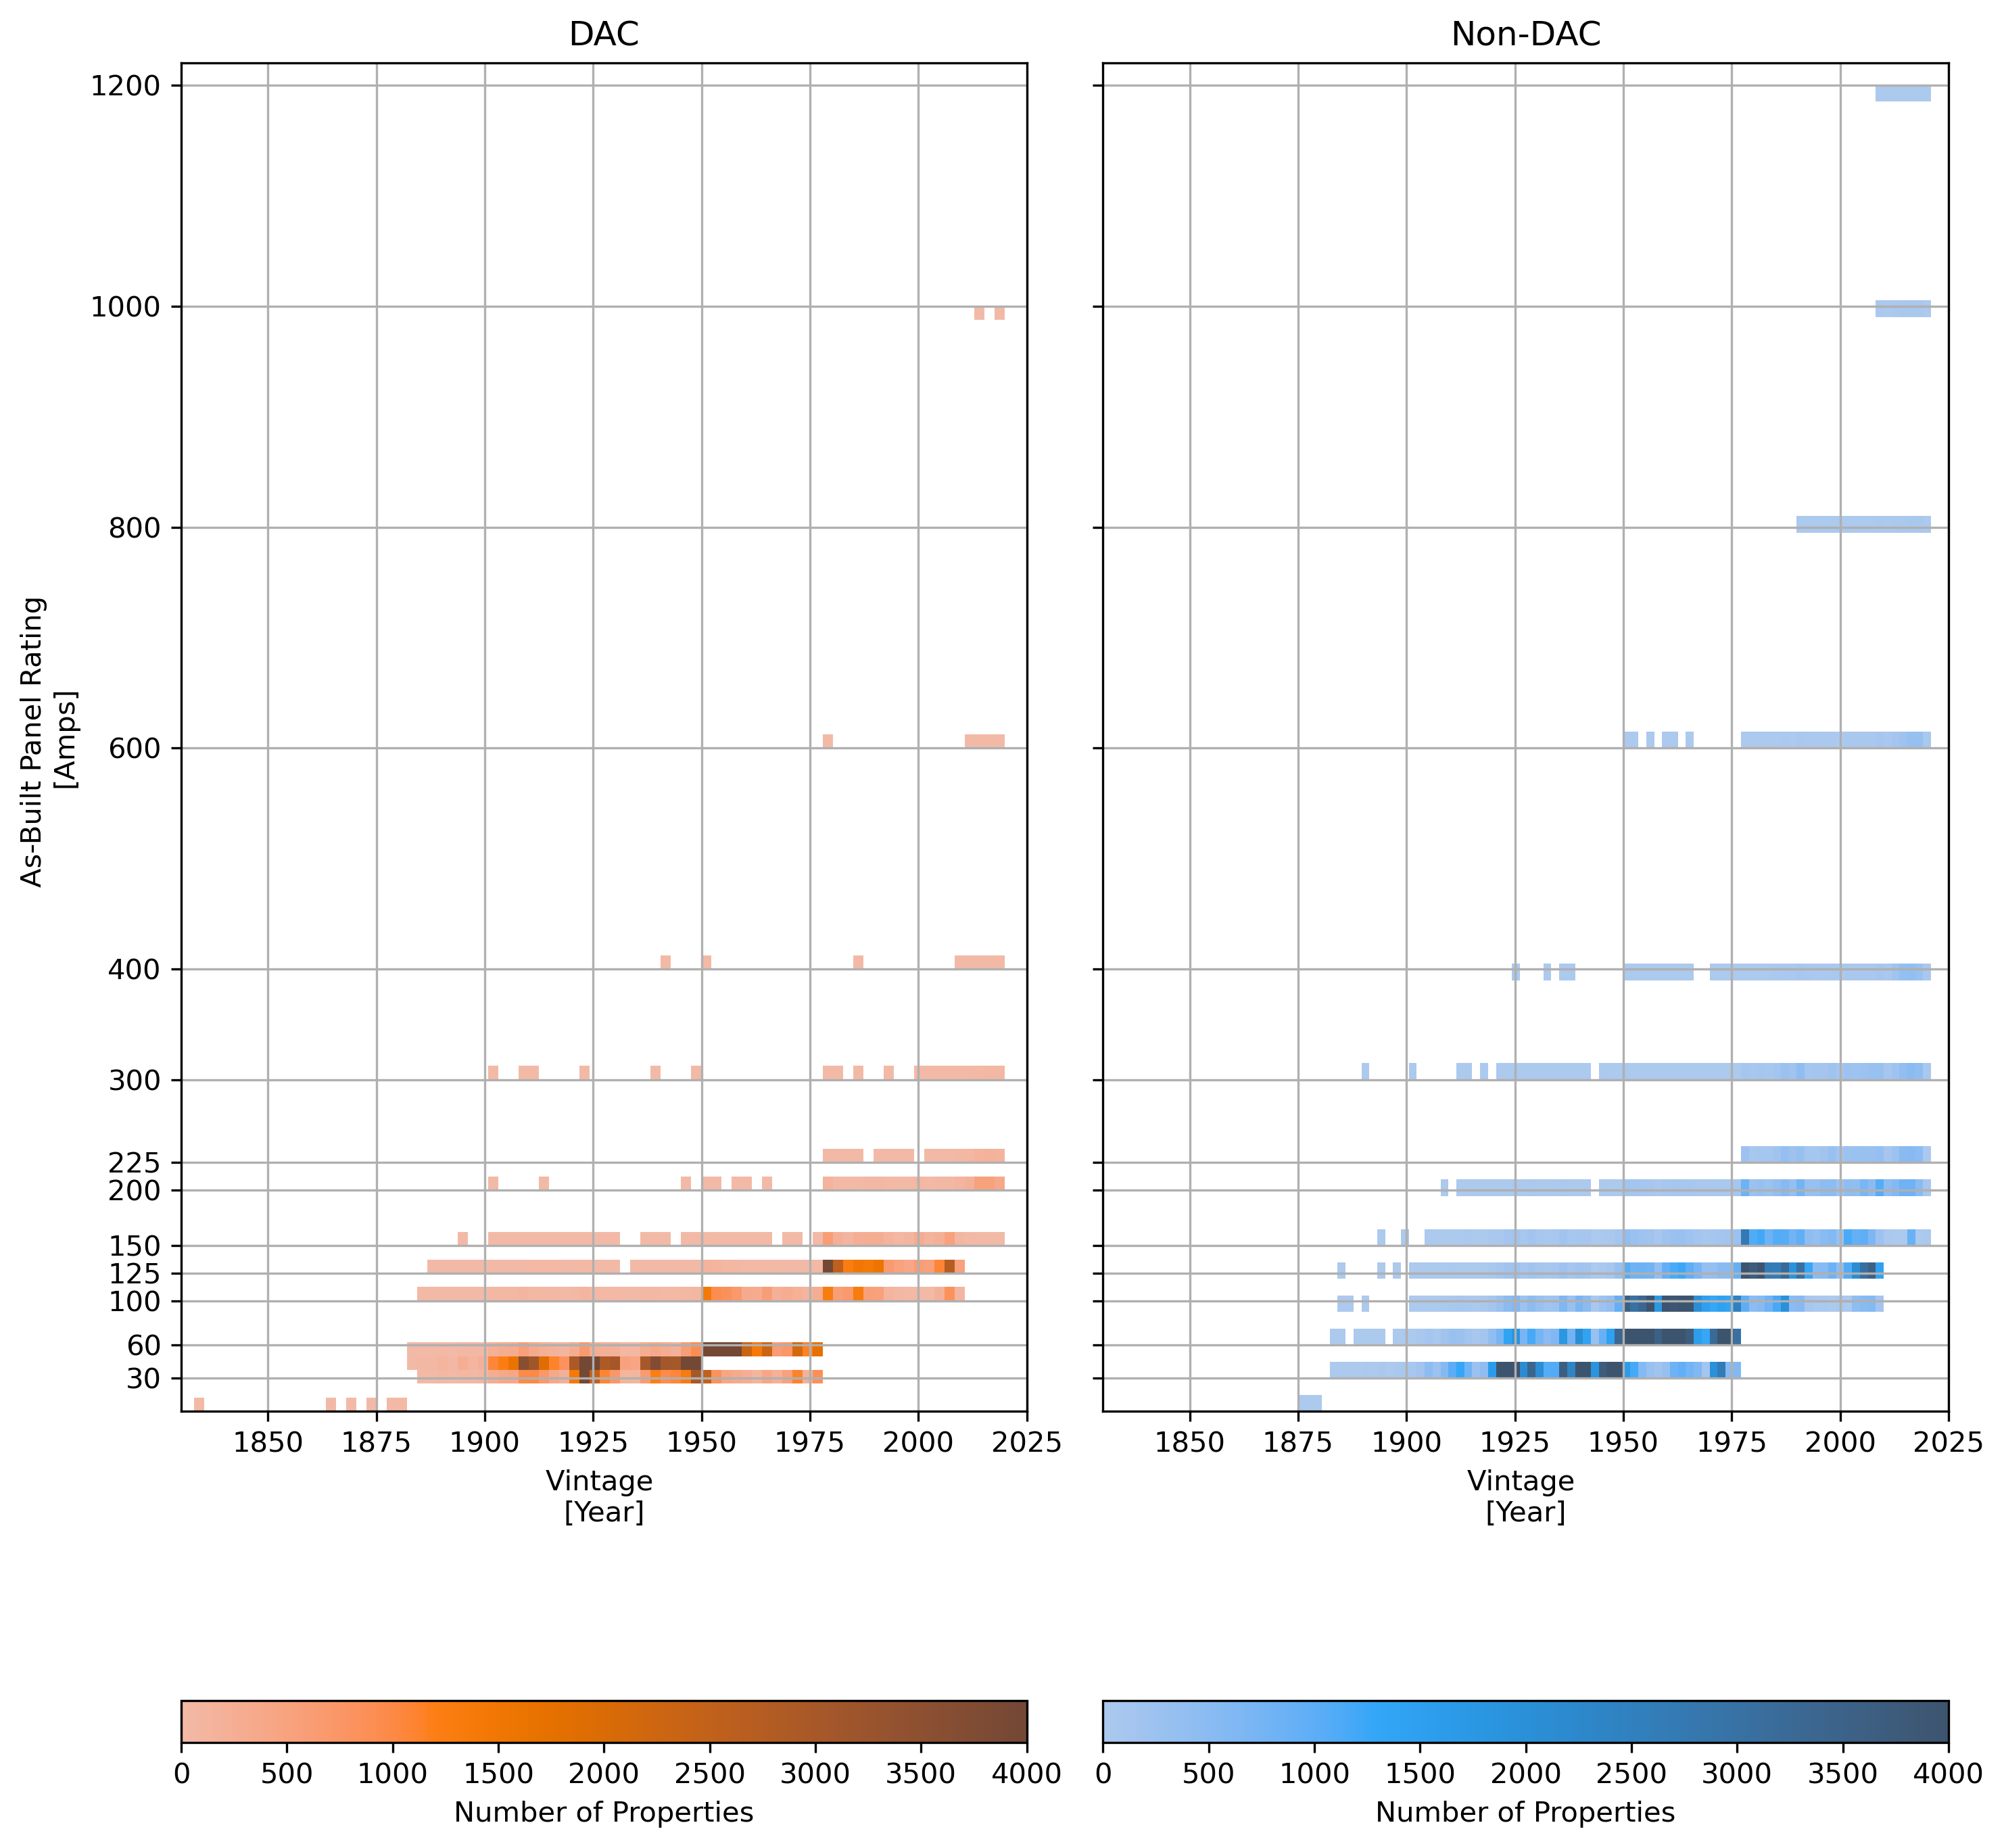 DAC
Non-DAC
1200
1000
800
600
400
300
225
200
150
125
100
60
30
As-Built Panel Rating
[Amps]
1850 1875 1900 1925 1950 1975 2000 2025
1850 1875 1900 1925 1950 1975 2000 2025
Vintage
[Year]
Vintage
[Year]
0 500 1000 1500 2000 2500 3000 3500 4000
Number of Properties
0 500 1000 1500 2000 2500 3000 3500 4000
Number of Properties